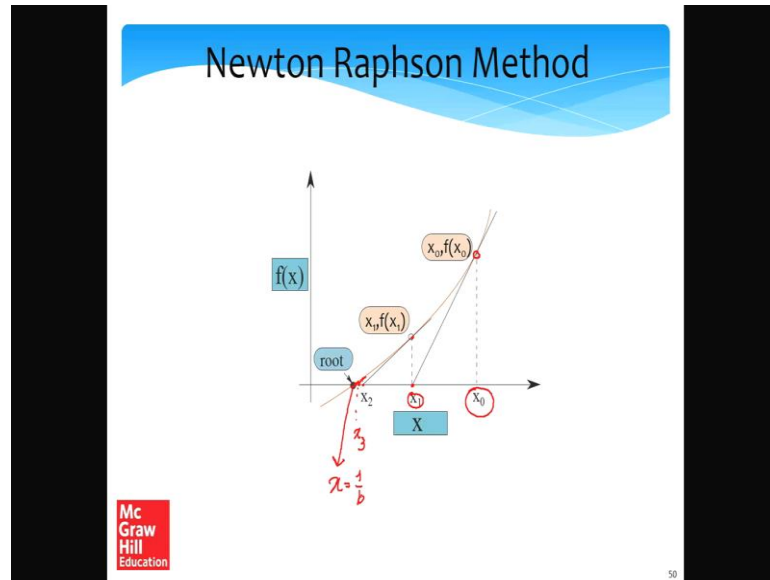 Newton Raphson Method
x₀,f(x₀)
f(x)
x₁,f(x₁)
root
x₂ x₁ x₀
x₃
X
x = 1/b
Mc
Graw
Hill
Education
50